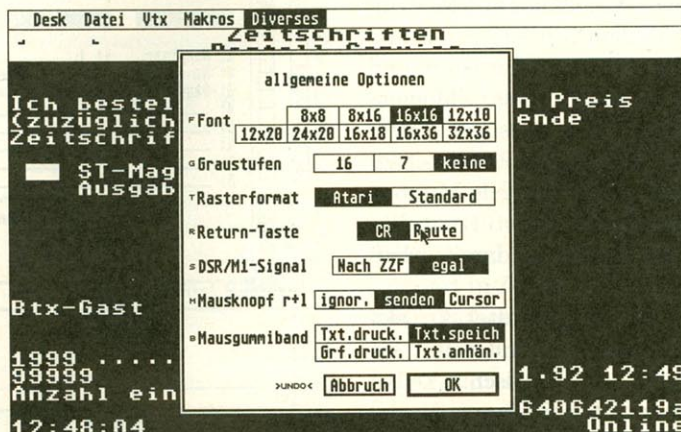 Desk Datei Vtx Makros Diverses
Zeitschriften
Bestell-Service
allgemeine Optionen
Ich bestel
n Preis
(zuzüglich
ende
Zeitschrif
F Font 8x8 8x16 16x16 12x10
12x20 24x20 16x18 16x36 32x36
G Graustufen 16 7 keine
ST-Mag
Ausgab
T Rasterformat Atari Standard
R Return-Taste CR Raute
S DSR/M1-Signal Nach ZZF egal
M Mausknopf r+l ignor. senden Cursor
Btx-Gast
B Mausgummiband Txt.druck. Txt.speich
Grf.druck. Txt.anhän.
1999 .....
99999
1.92 12:49
Anzahl ein
>UNDO< Abbruch OK
640642119a
12:48:04
Online